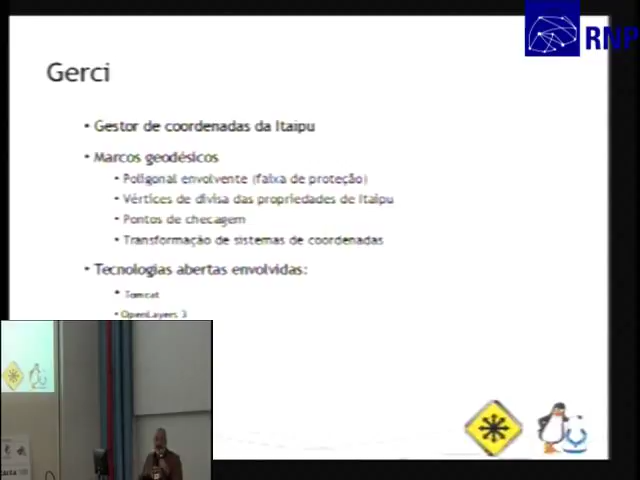 RNP
Gerci
• Gestor de coordenadas da Itaipu
• Marcos geodésicos
• Poligonal envolvente (faixa de proteção)
• Vértices de divisa das propriedades de Itaipu
• Pontos de checagem
• Transformação de sistemas de coordenadas
• Tecnologias abertas envolvidas:
• Tomcat
• OpenLayers 3
CAIXA